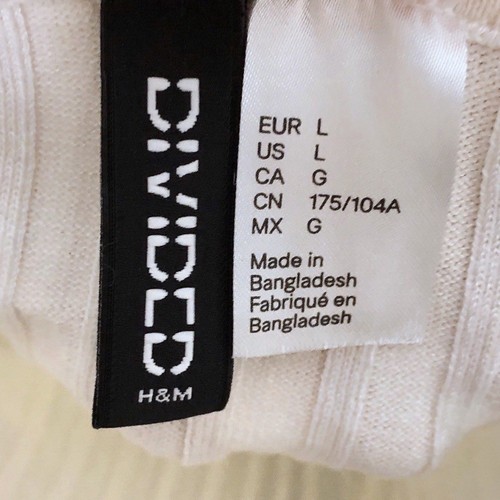 DIVIDED
H&M
EUR L
US L
CA G
CN 175/104A
MX G
Made in
Bangladesh
Fabriqué en
Bangladesh